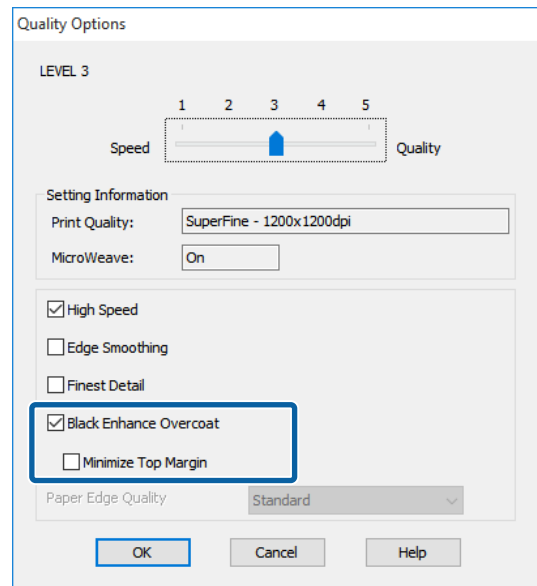 Quality Options
LEVEL 3
1 2 3 4 5
Speed Quality
Setting Information
Print Quality: SuperFine - 1200x1200dpi
MicroWeave: On
High Speed
Edge Smoothing
Finest Detail
Black Enhance Overcoat
Minimize Top Margin
Paper Edge Quality Standard
OK Cancel Help